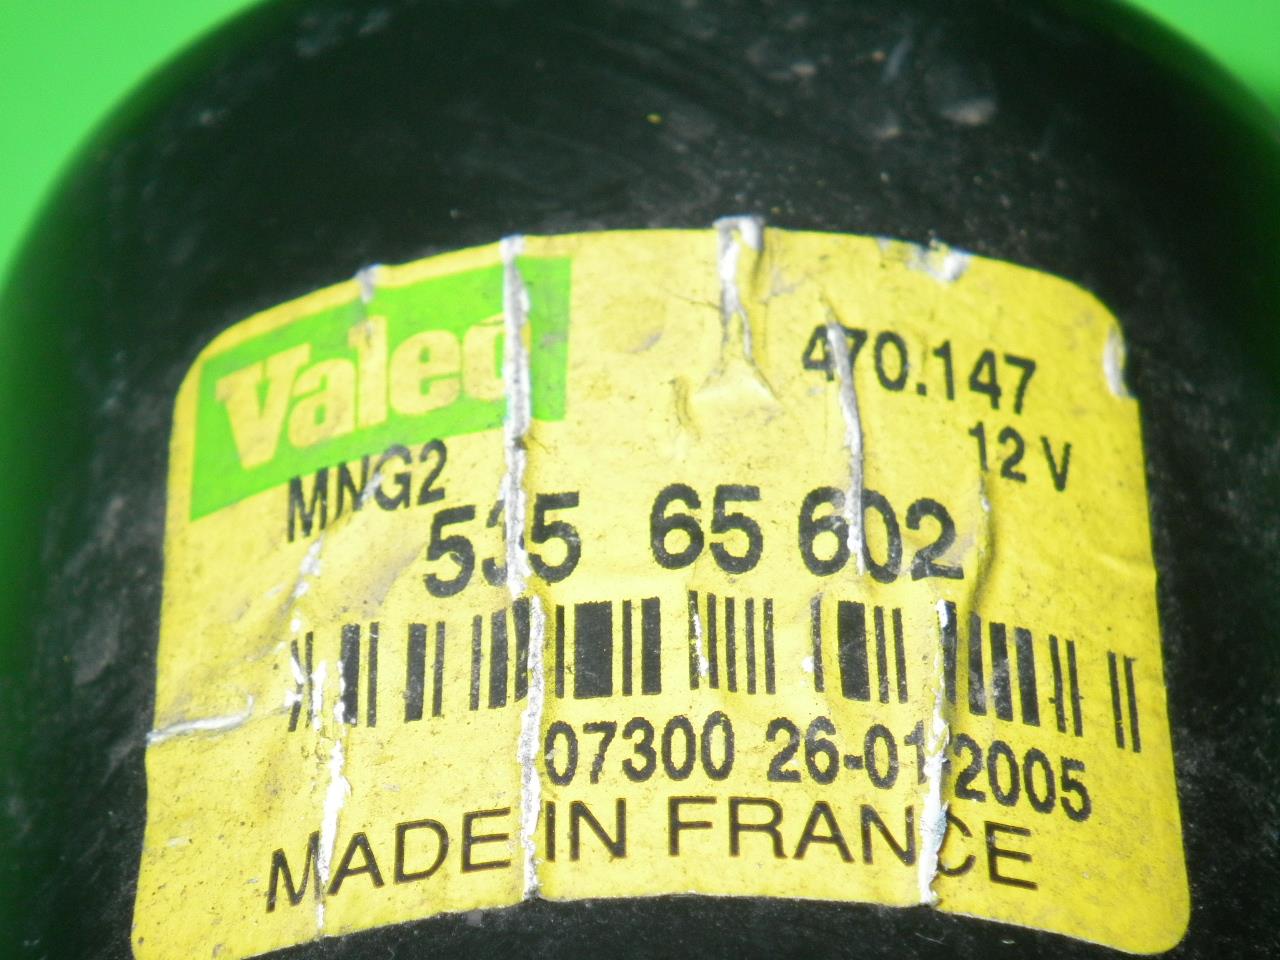 Valeo
470.147
MNG2
12 V
535 65 602
07300 26-01-2005
MADE IN FRANCE